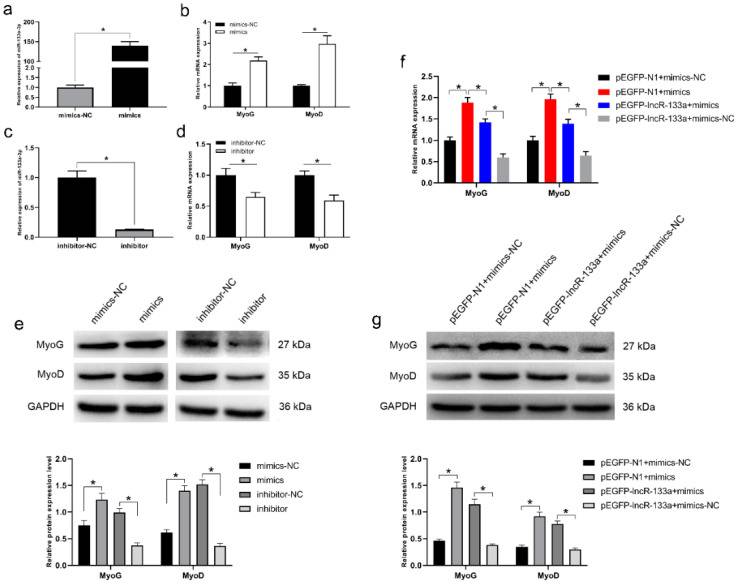 a
Relative expression of miR-133a-3p
200
150
100
50
2.0
1.5
1.0
0.5
0.0
*
mimics-NC
mimics
b
Relative mRNA expression
4
3
2
1
0
mimics-NC
mimics
*
*
MyoG
MyoD
c
Relative expression of miR-133a-3p
1.5
1.0
0.5
0.0
*
inhibitor-NC
inhibitor
d
Relative mRNA expression
1.5
1.0
0.5
0.0
inhibitor-NC
inhibitor
*
*
MyoG
MyoD
f
Relative mRNA expression
2.5
2.0
1.5
1.0
0.5
0.0
* *
*
* *
*
MyoG
MyoD
pEGFP-N1+mimics-NC
pEGFP-N1+mimics
pEGFP-lncR-133a+mimics
pEGFP-lncR-133a+mimics-NC
e
mimics-NC
mimics
inhibitor-NC
inhibitor
MyoG
27 kDa
MyoD
35 kDa
GAPDH
36 kDa
Relative protein expression level
2.0
1.5
1.0
0.5
0.0
*
*
*
*
MyoG
MyoD
mimics-NC
mimics
inhibitor-NC
inhibitor
g
pEGFP-N1+mimics-NC
pEGFP-N1+mimics
pEGFP-lncR-133a+mimics
pEGFP-lncR-133a+mimics-NC
MyoG
27 kDa
MyoD
35 kDa
GAPDH
36 kDa
Relative protein expression level
2.0
1.5
1.0
0.5
0.0
*
*
*
*
MyoG
MyoD
pEGFP-N1+mimics-NC
pEGFP-N1+mimics
pEGFP-lncR-133a+mimics
pEGFP-lncR-133a+mimics-NC